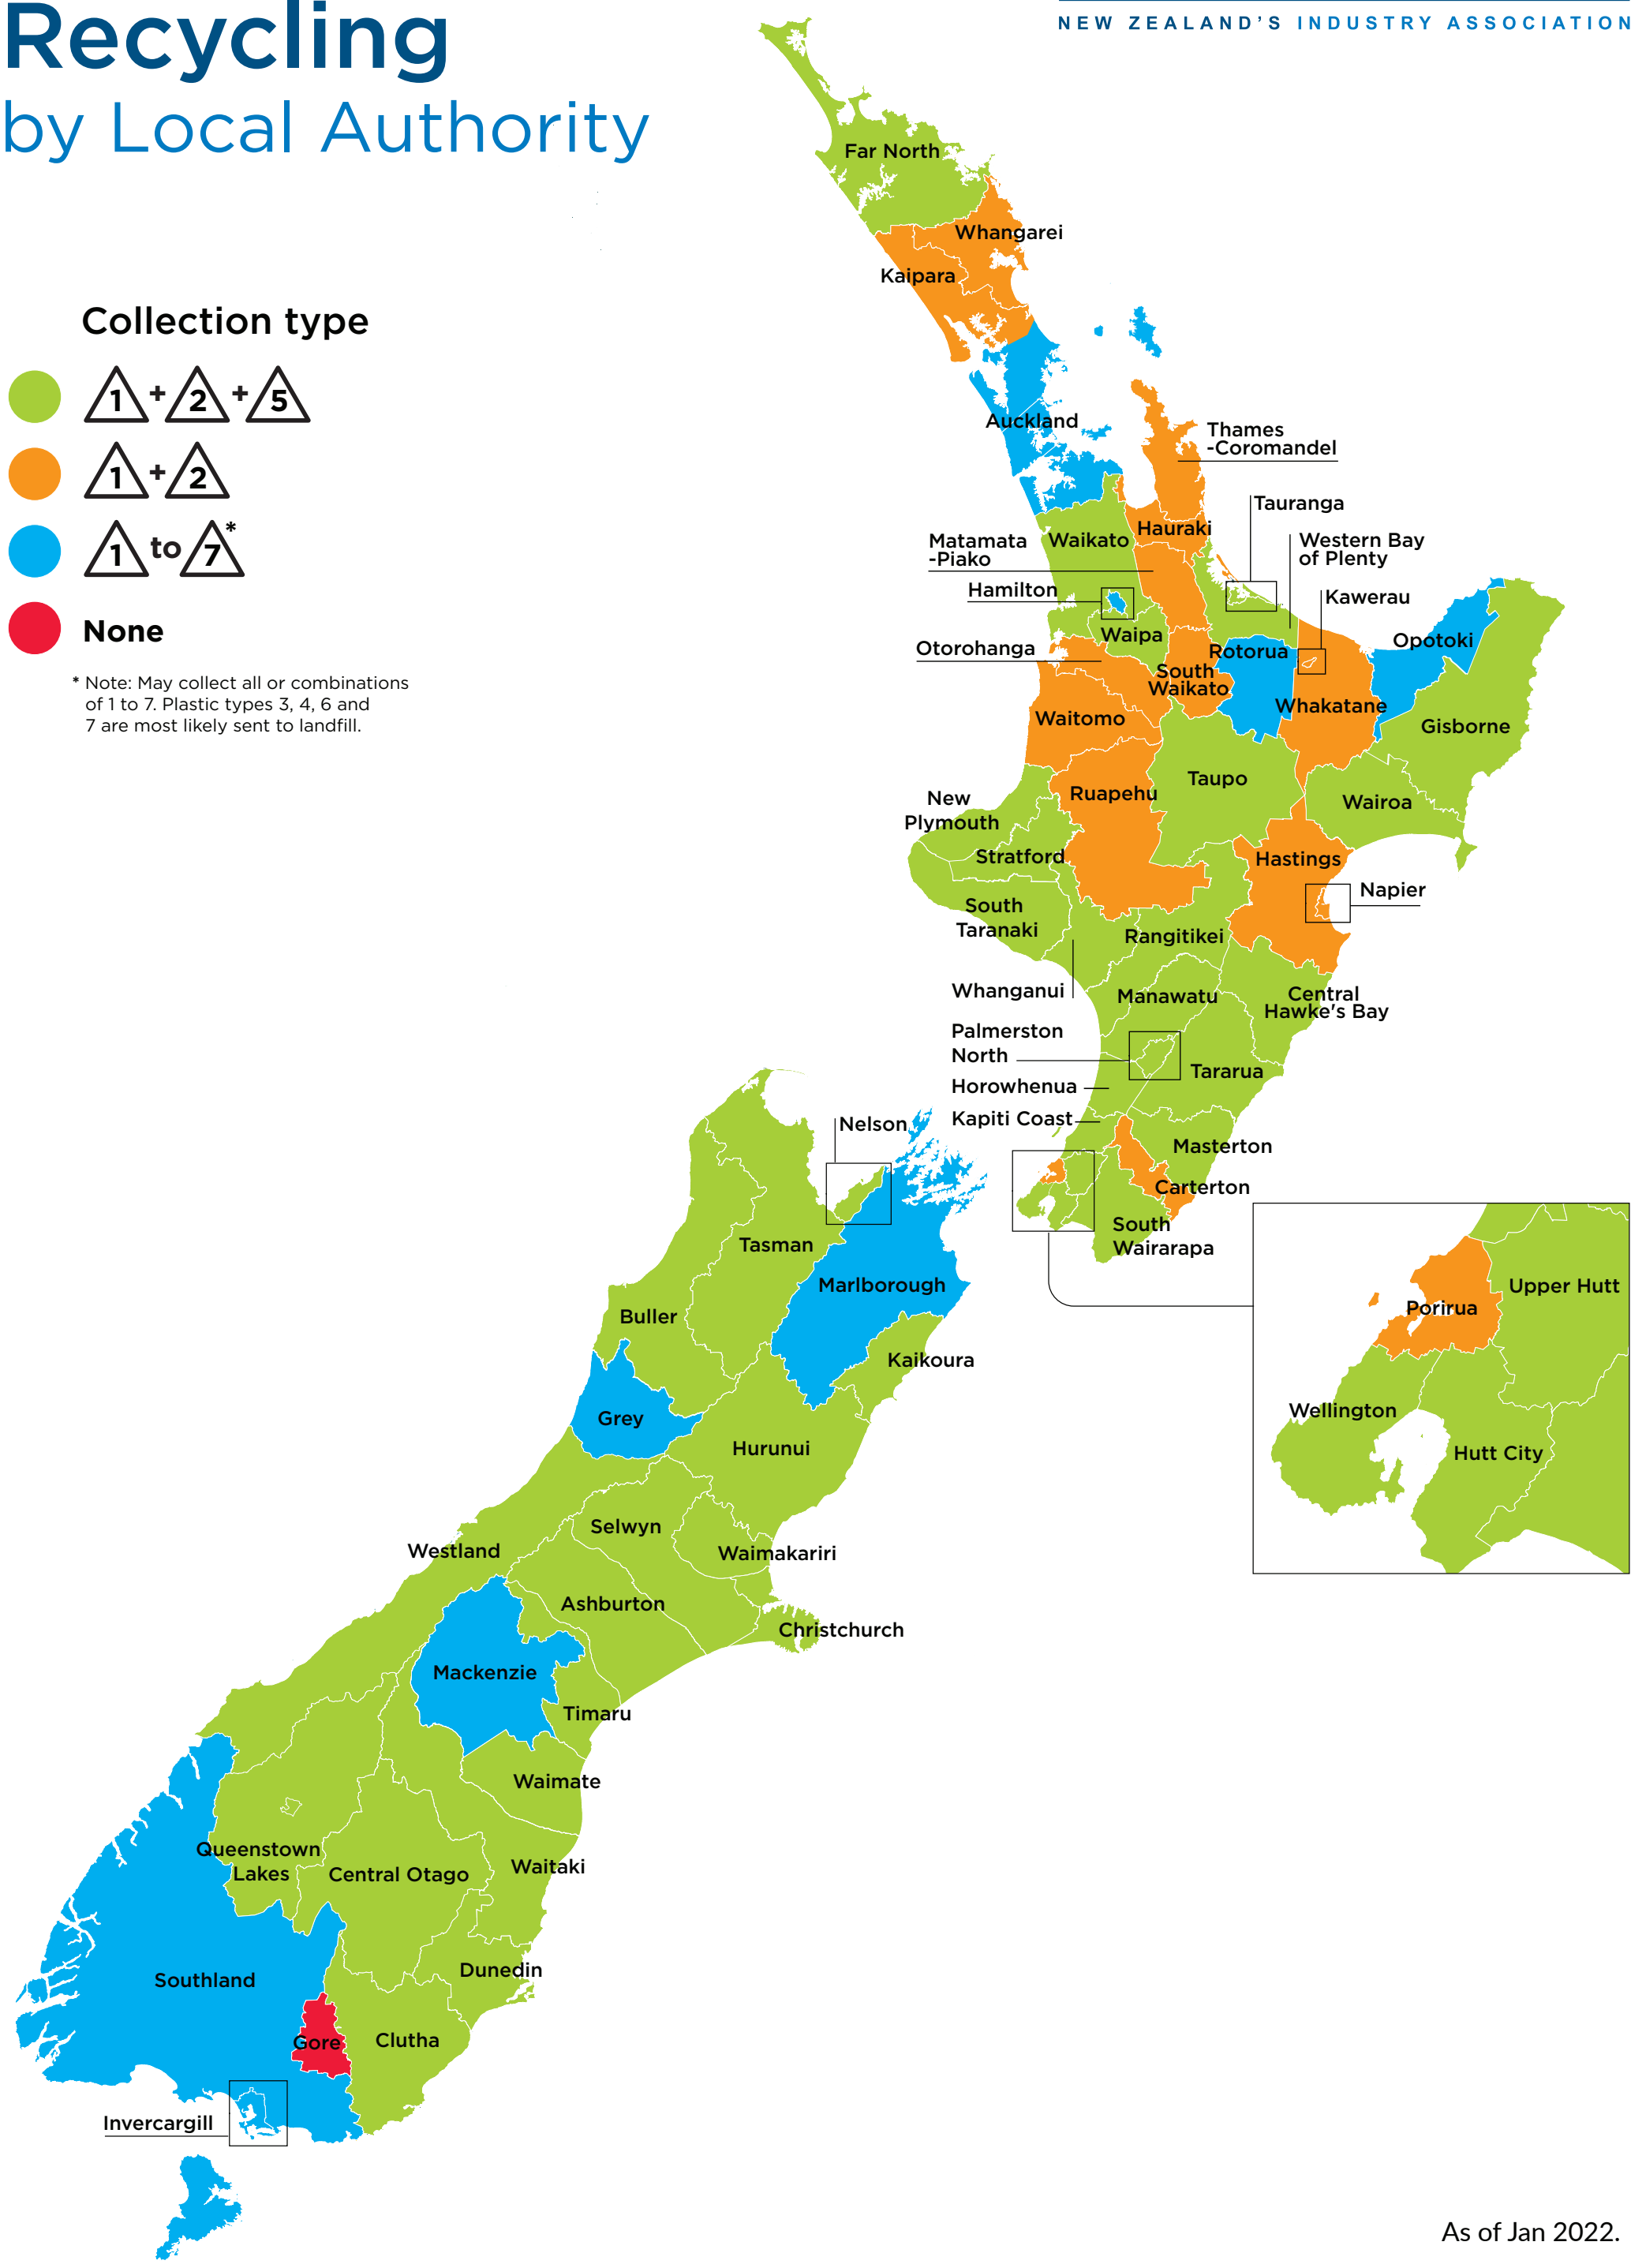 Recycling
by Local Authority
NEW ZEALAND'S INDUSTRY ASSOCIATION
Collection type
1 + 2 + 5
1 + 2
1 to 7*
None
* Note: May collect all or combinations
of 1 to 7. Plastic types 3, 4, 6 and
7 are most likely sent to landfill.
Far North
Whangarei
Kaipara
Auckland
Thames
-Coromandel
Tauranga
Hauraki
Waikato
Matamata
-Piako
Western Bay
of Plenty
Hamilton
Kawerau
Waipa
Opotoki
Otorohanga
Rotorua
South
Waikato
Whakatane
Waitomo
Gisborne
Taupo
Ruapehu
Wairoa
New
Plymouth
Stratford
Hastings
Napier
South
Taranaki
Rangitikei
Whanganui
Manawatu
Central
Hawke's Bay
Palmerston
North
Tararua
Horowhenua
Kapiti Coast
Masterton
Carterton
South
Wairarapa
Upper Hutt
Porirua
Wellington
Hutt City
Nelson
Tasman
Marlborough
Buller
Kaikoura
Grey
Hurunui
Selwyn
Westland
Waimakariri
Ashburton
Christchurch
Mackenzie
Timaru
Waimate
Queenstown
Lakes
Central Otago
Waitaki
Dunedin
Southland
Gore
Clutha
Invercargill
As of Jan 2022.